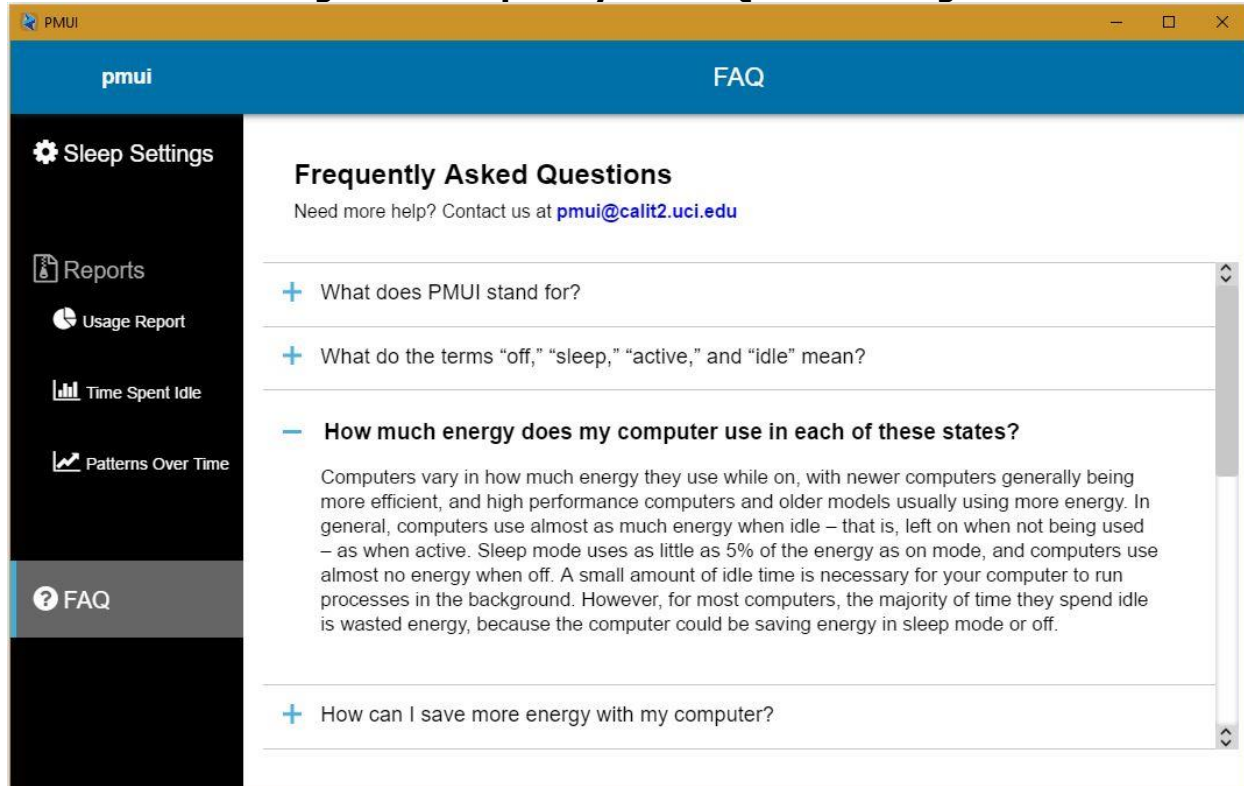 PMUI
pmui
FAQ
Sleep Settings
Reports
Usage Report
Time Spent Idle
Patterns Over Time
FAQ
Frequently Asked Questions
Need more help? Contact us at pmui@calit2.uci.edu
What does PMUI stand for?
What do the terms “off,” “sleep,” “active,” and “idle” mean?
How much energy does my computer use in each of these states?
Computers vary in how much energy they use while on, with newer computers generally being
more efficient, and high performance computers and older models usually using more energy. In
general, computers use almost as much energy when idle – that is, left on when not being used
– as when active. Sleep mode uses as little as 5% of the energy as on mode, and computers use
almost no energy when off. A small amount of idle time is necessary for your computer to run
processes in the background. However, for most computers, the majority of time they spend idle
is wasted energy, because the computer could be saving energy in sleep mode or off.
How can I save more energy with my computer?